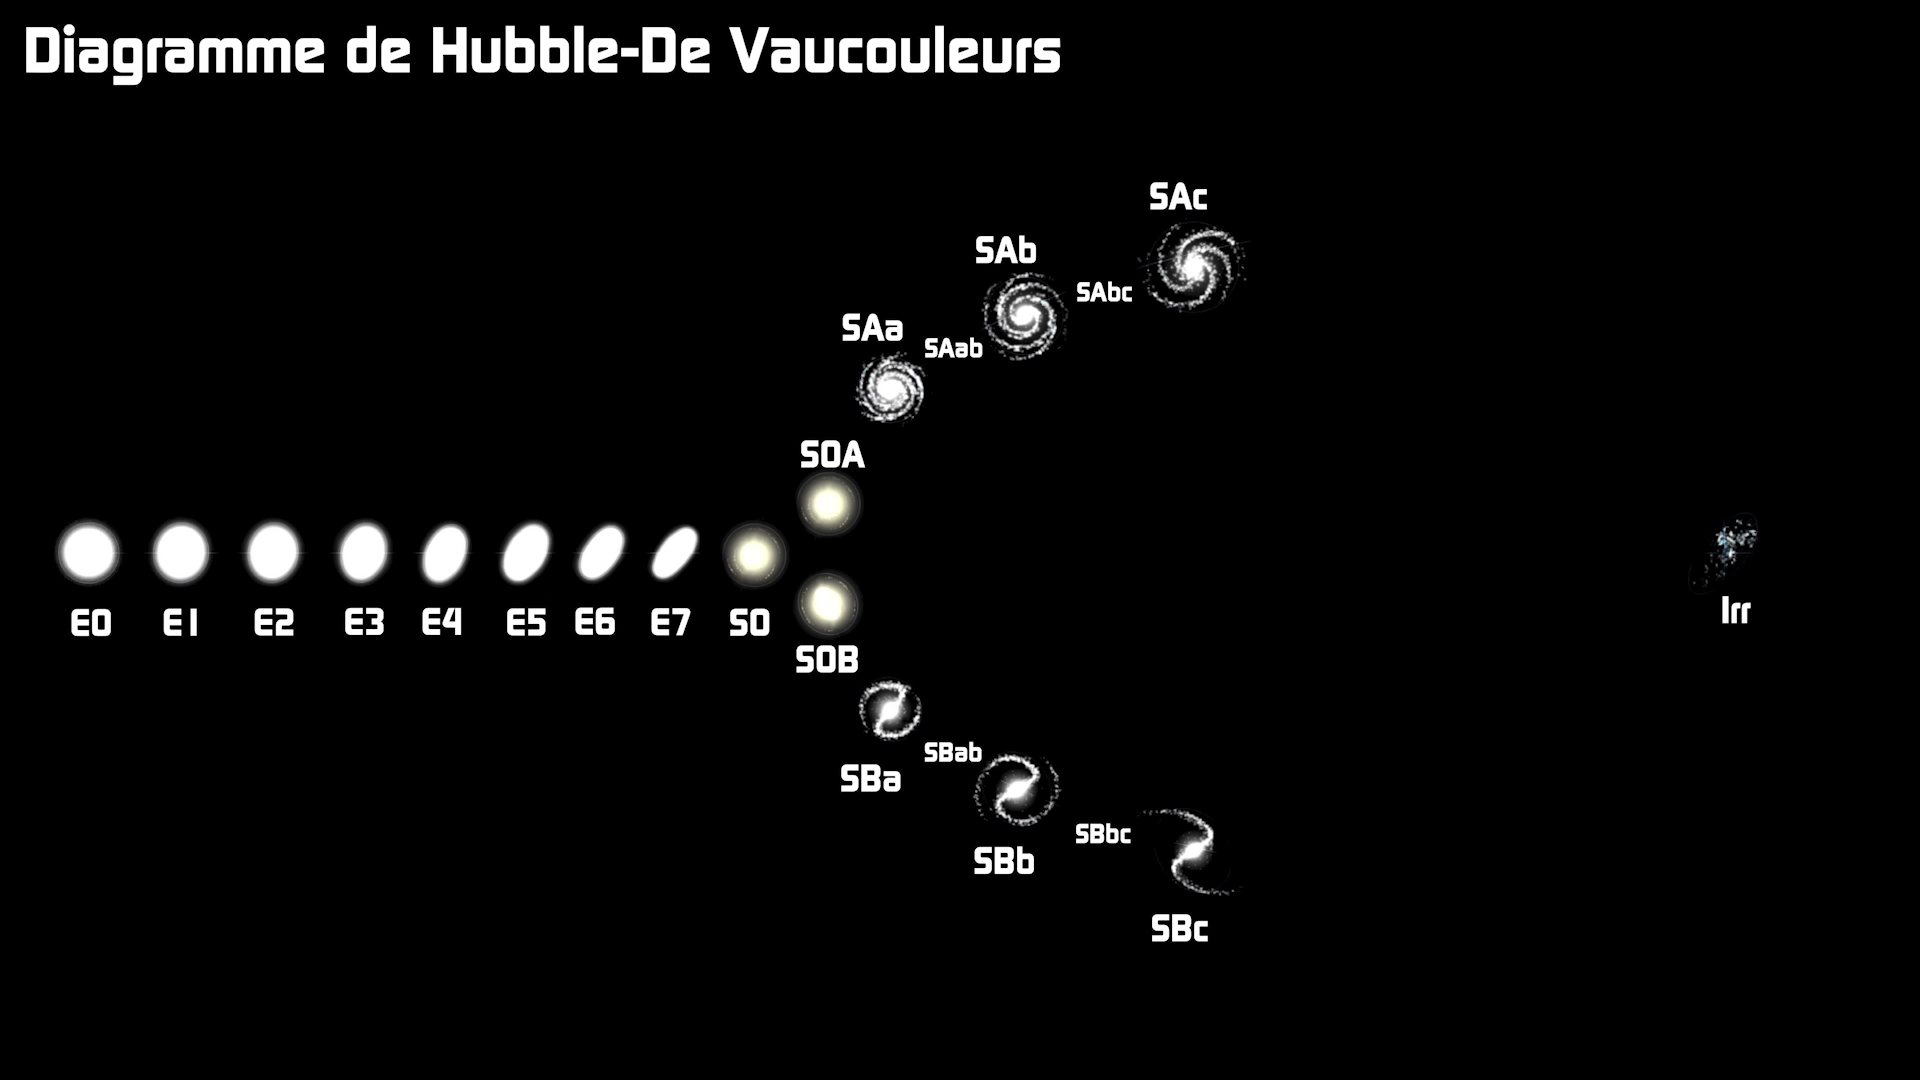 Diagramme de Hubble-De Vaucouleurs
SAc
SAb
SAbc
SAa
SAab
S0A
E0 E1 E2 E3 E4 E5 E6 E7 S0
Irr
S0B
SBab
SBa
SBbc
SBb
SBc